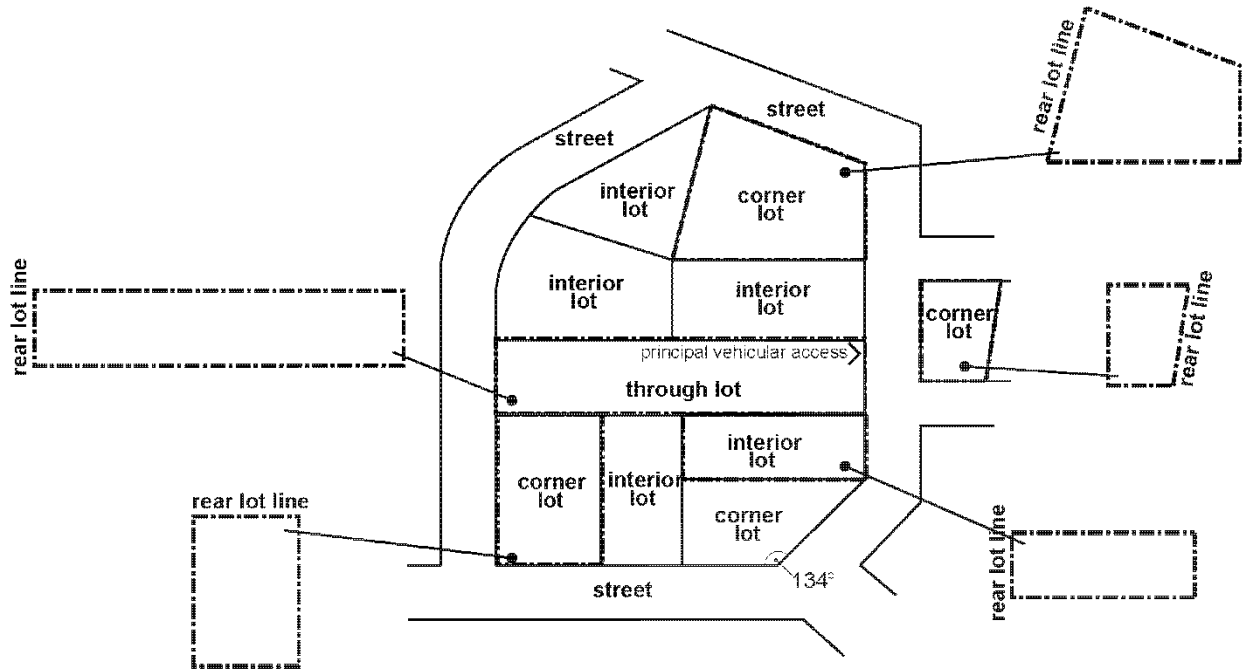 rear lot line
street
street
interior
lot
corner
lot
rear lot line
interior
lot
interior
lot
corner
lot
rear lot line
principal vehicular access
through lot
interior
lot
corner
lot
interior
lot
rear lot line
corner
lot
rear lot line
134°
street